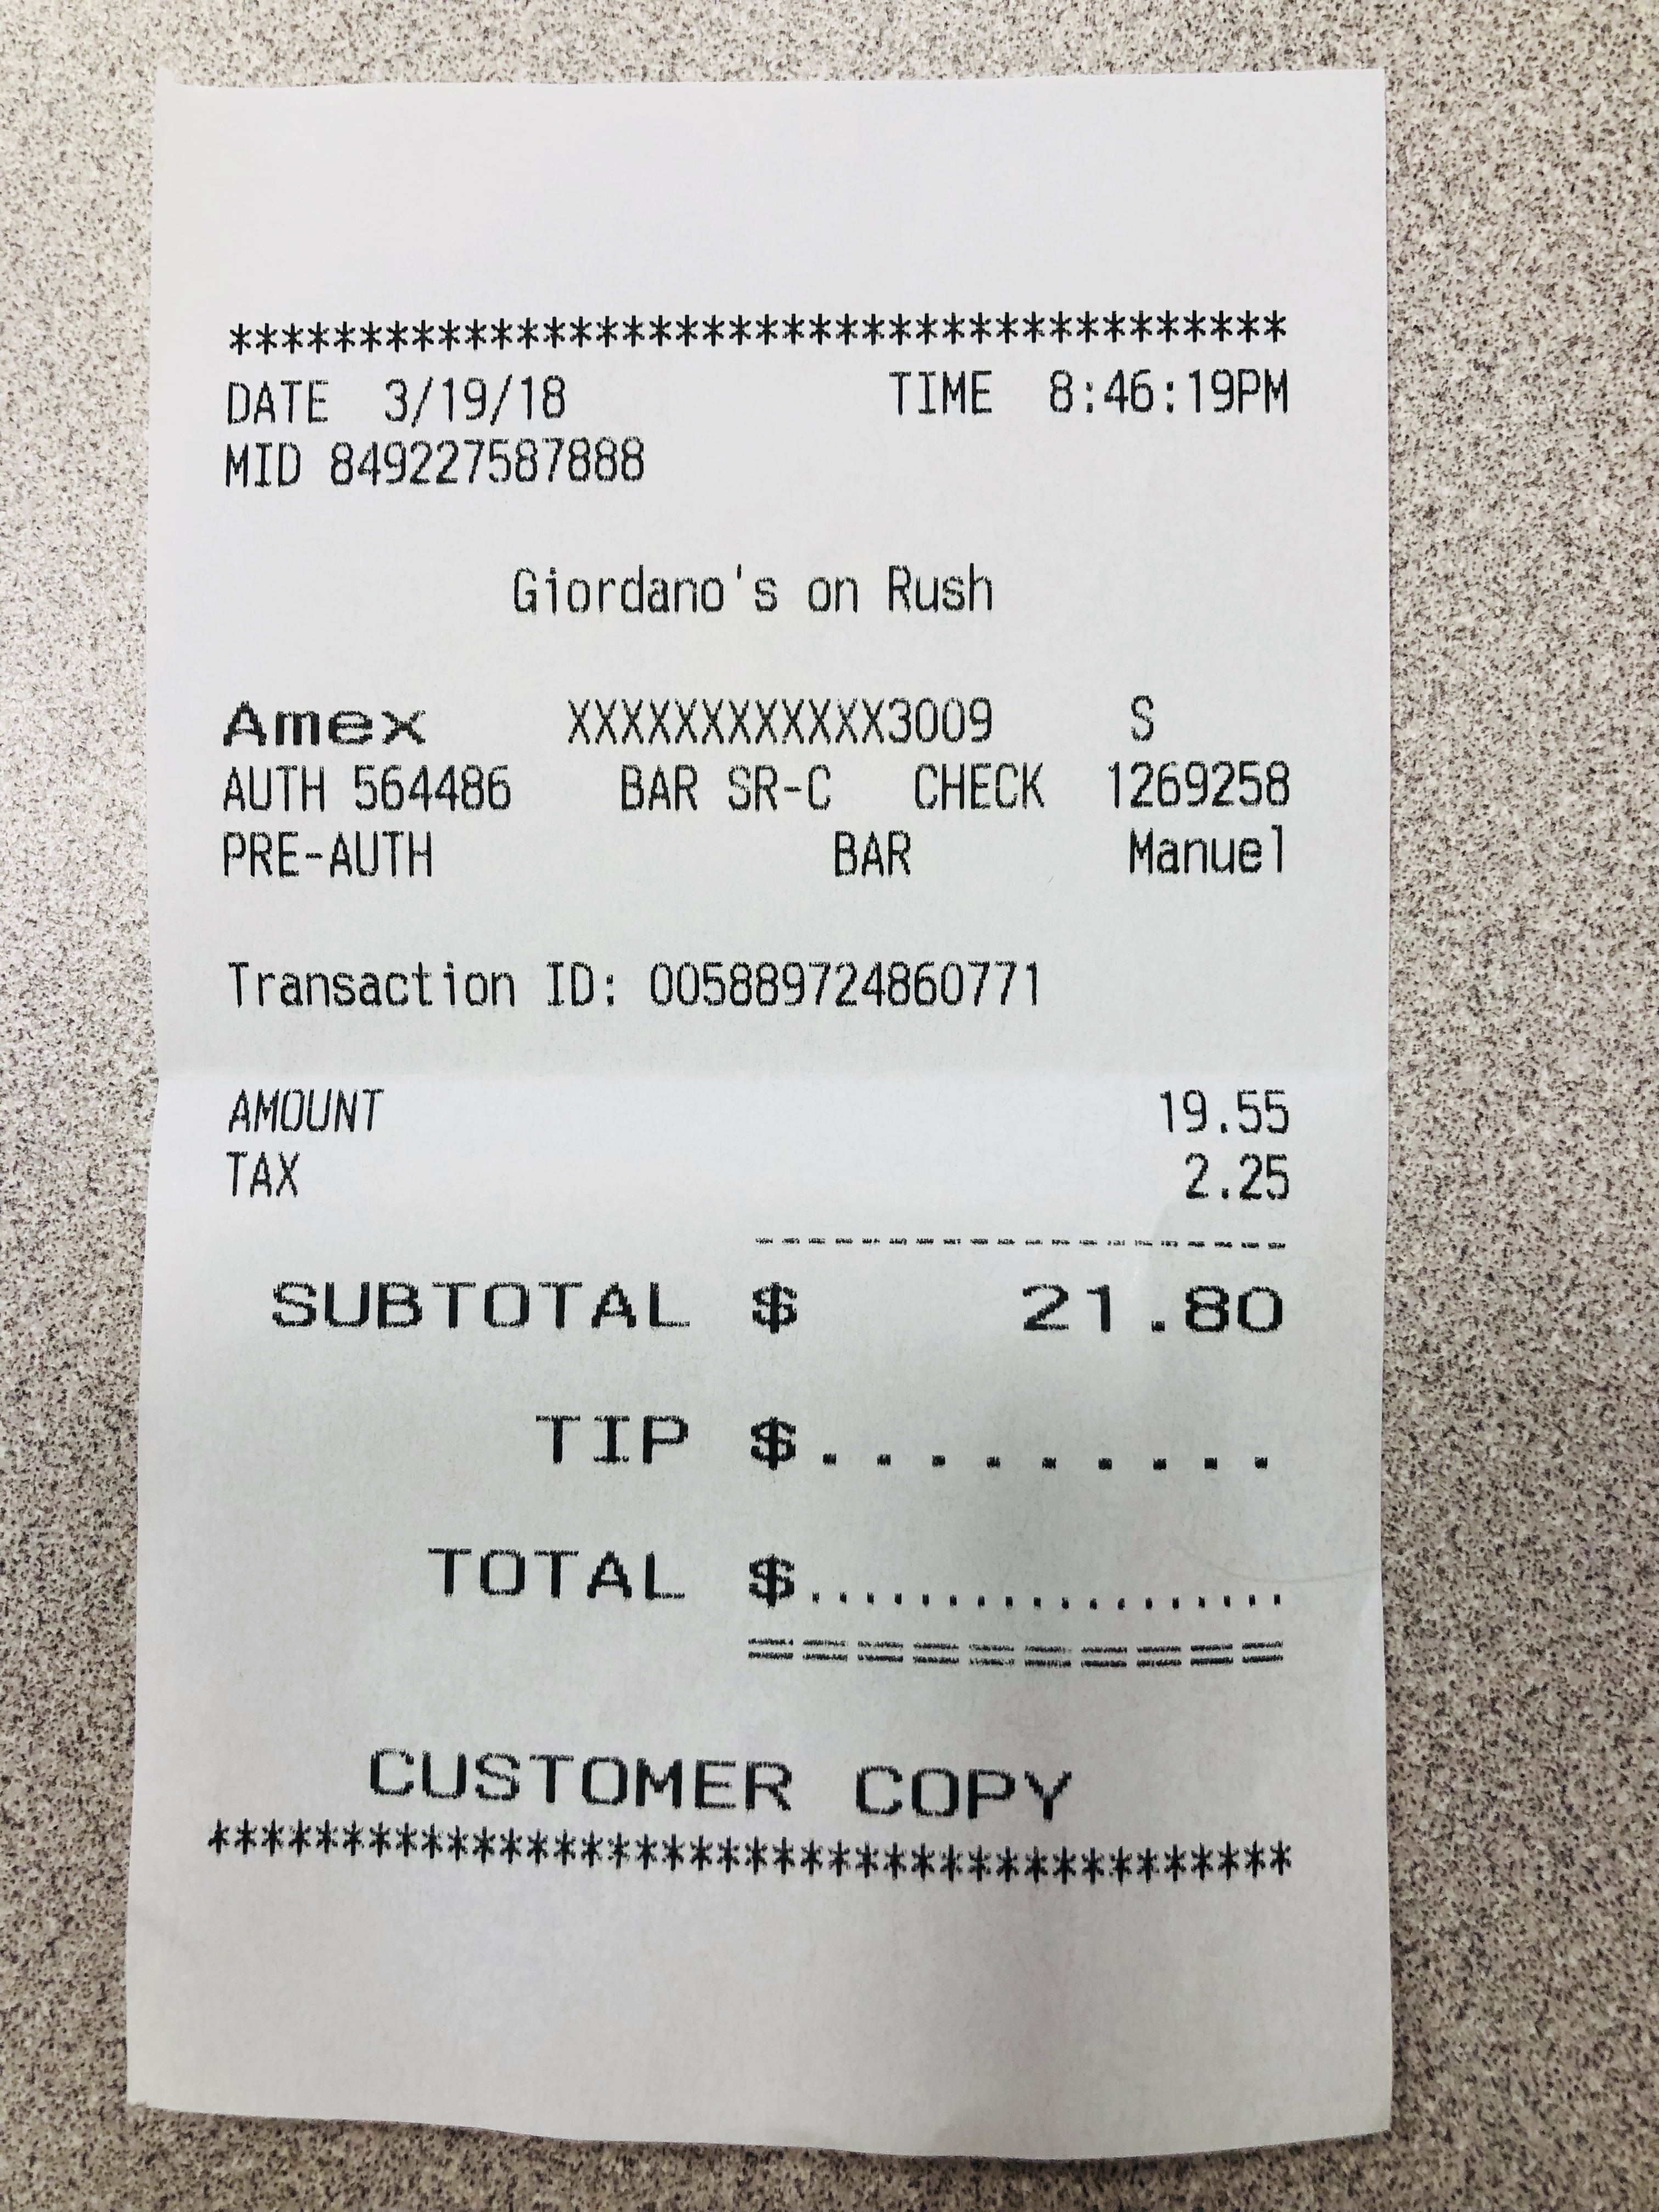 ****************************************
DATE 3/19/18 TIME 8:46:19PM
MID 849227587888
Giordano's on Rush
Amex XXXXXXXXXXXX3009 S
AUTH 564486 BAR SR-C CHECK 1269258
PRE-AUTH BAR Manuel
Transaction ID: 005889724860771
AMOUNT 19.55
TAX 2.25
--------------------
SUBTOTAL $ 21.80
TIP $.........
TOTAL $..................
==========
CUSTOMER COPY
****************************************